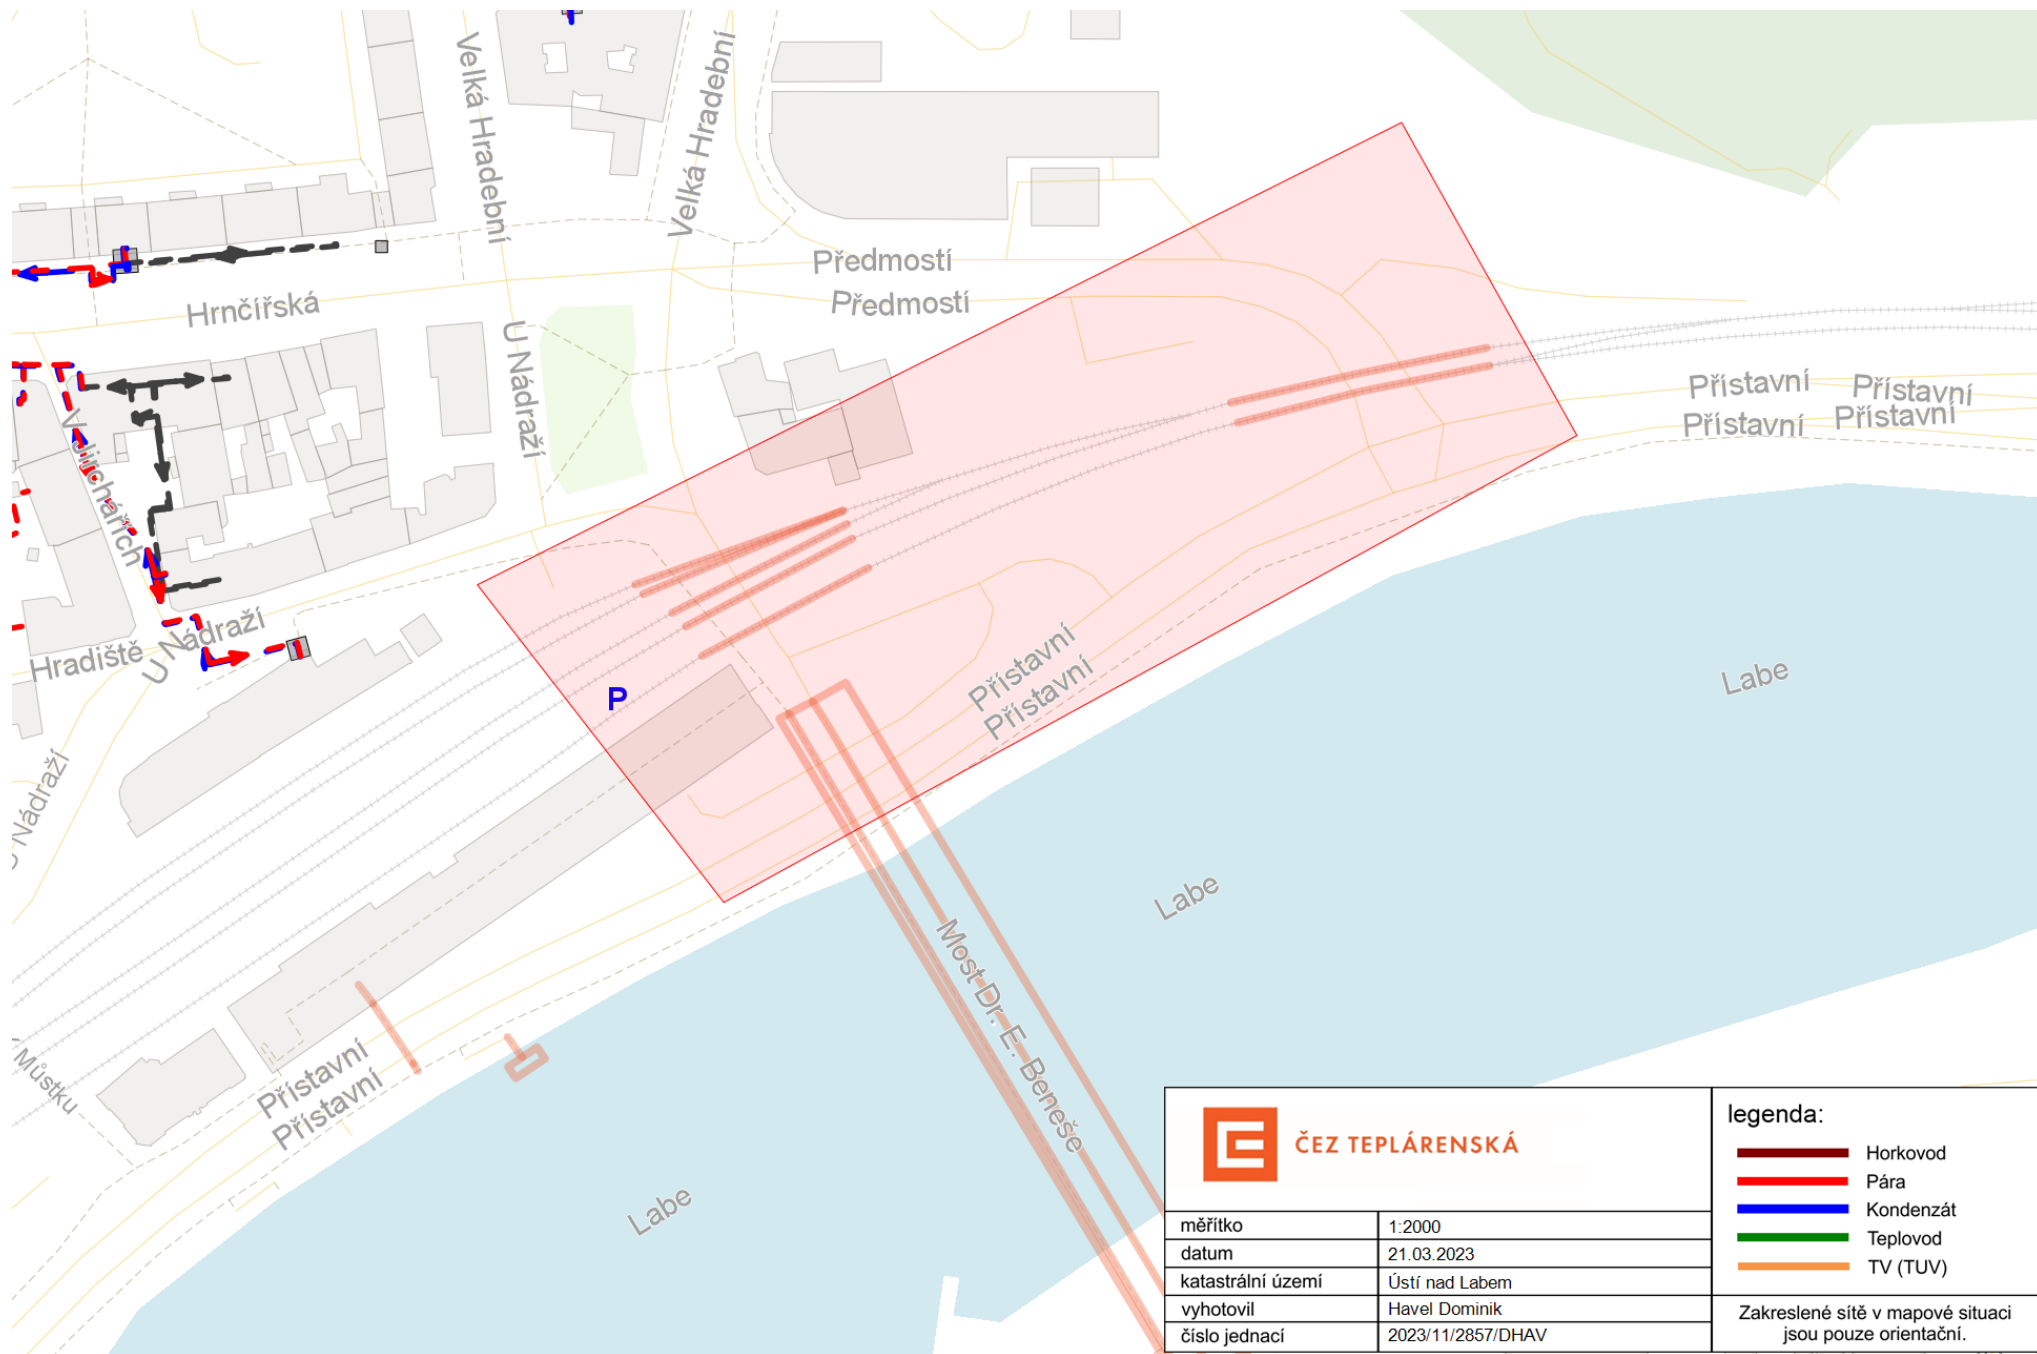 Velká Hradební
Velká Hradební
Předmostí
Předmostí
Hrnčířská
U Nádraží
V Jirchářích
Přístavní
Přístavní
Přístavní
Přístavní
Hradiště
U Nádraží
P
Přístavní
Přístavní
Labe
U Nádraží
Labe
Most Dr. E. Beneše
Můstku
Přístavní
Přístavní
Labe
ČEZ TEPLÁRENSKÁ
měřítko 1:2000
datum 21.03.2023
katastrální území Ústí nad Labem
vyhotovil Havel Dominik
číslo jednací 2023/11/2857/DHAV
legenda:
Horkovod
Pára
Kondenzát
Teplovod
TV (TUV)
Zakreslené sítě v mapové situaci
jsou pouze orientační.